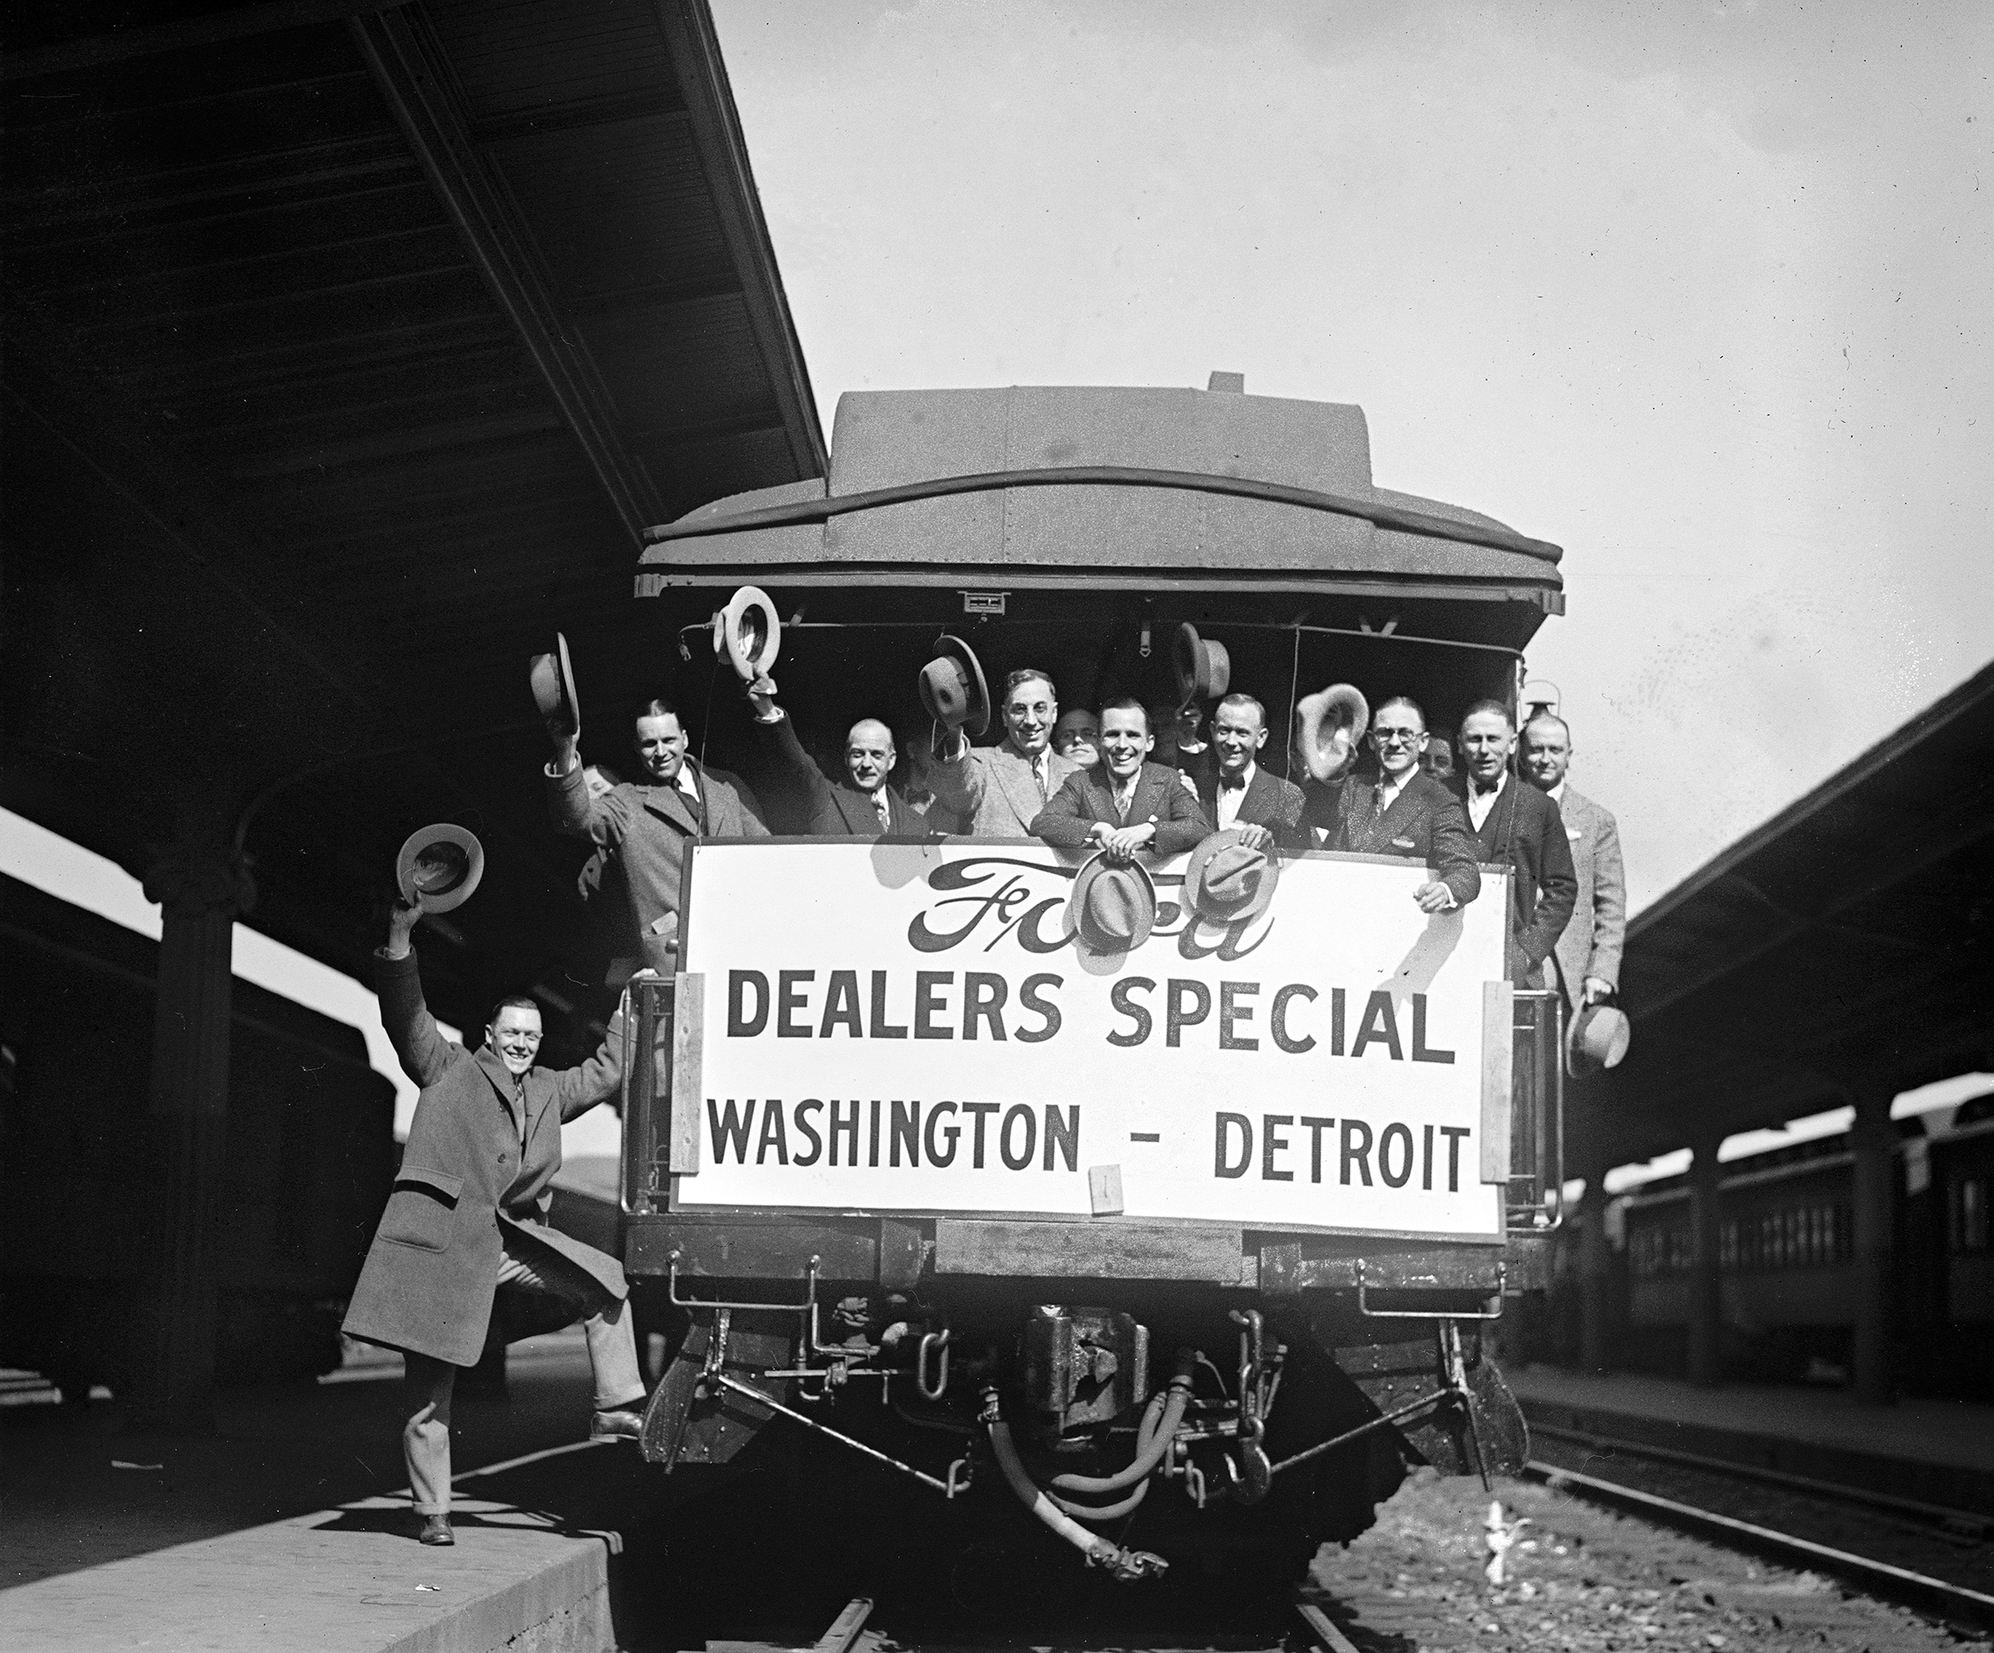 Ford
DEALERS SPECIAL
WASHINGTON - DETROIT